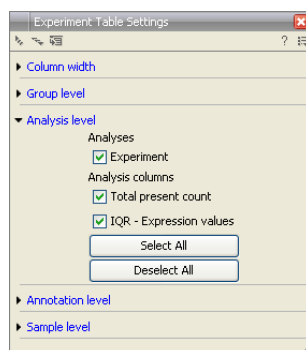 Experiment Table Settings
?
Column width
Group level
Analysis level
Analyses
Experiment
Analysis columns
Total present count
IQR - Expression values
Select All
Deselect All
Annotation level
Sample level